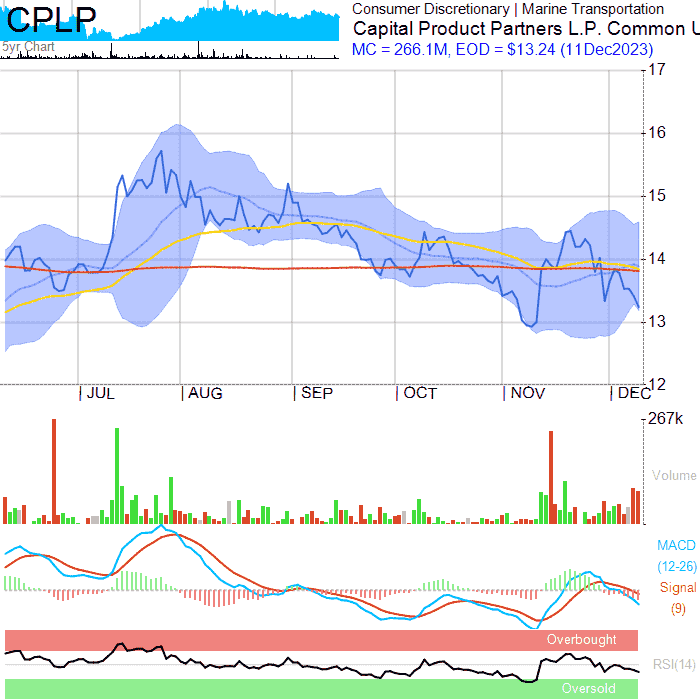 CPLP
5yr Chart
Consumer Discretionary | Marine Transportation
Capital Product Partners L.P. Common U
MC = 266.1M, EOD = $13.24 (11Dec2023)
17
16
15
14
13
12
JUL AUG SEP OCT NOV DEC
267k
Volume
MACD
(12-26)
Signal
(9)
Overbought
RSI(14)
Oversold